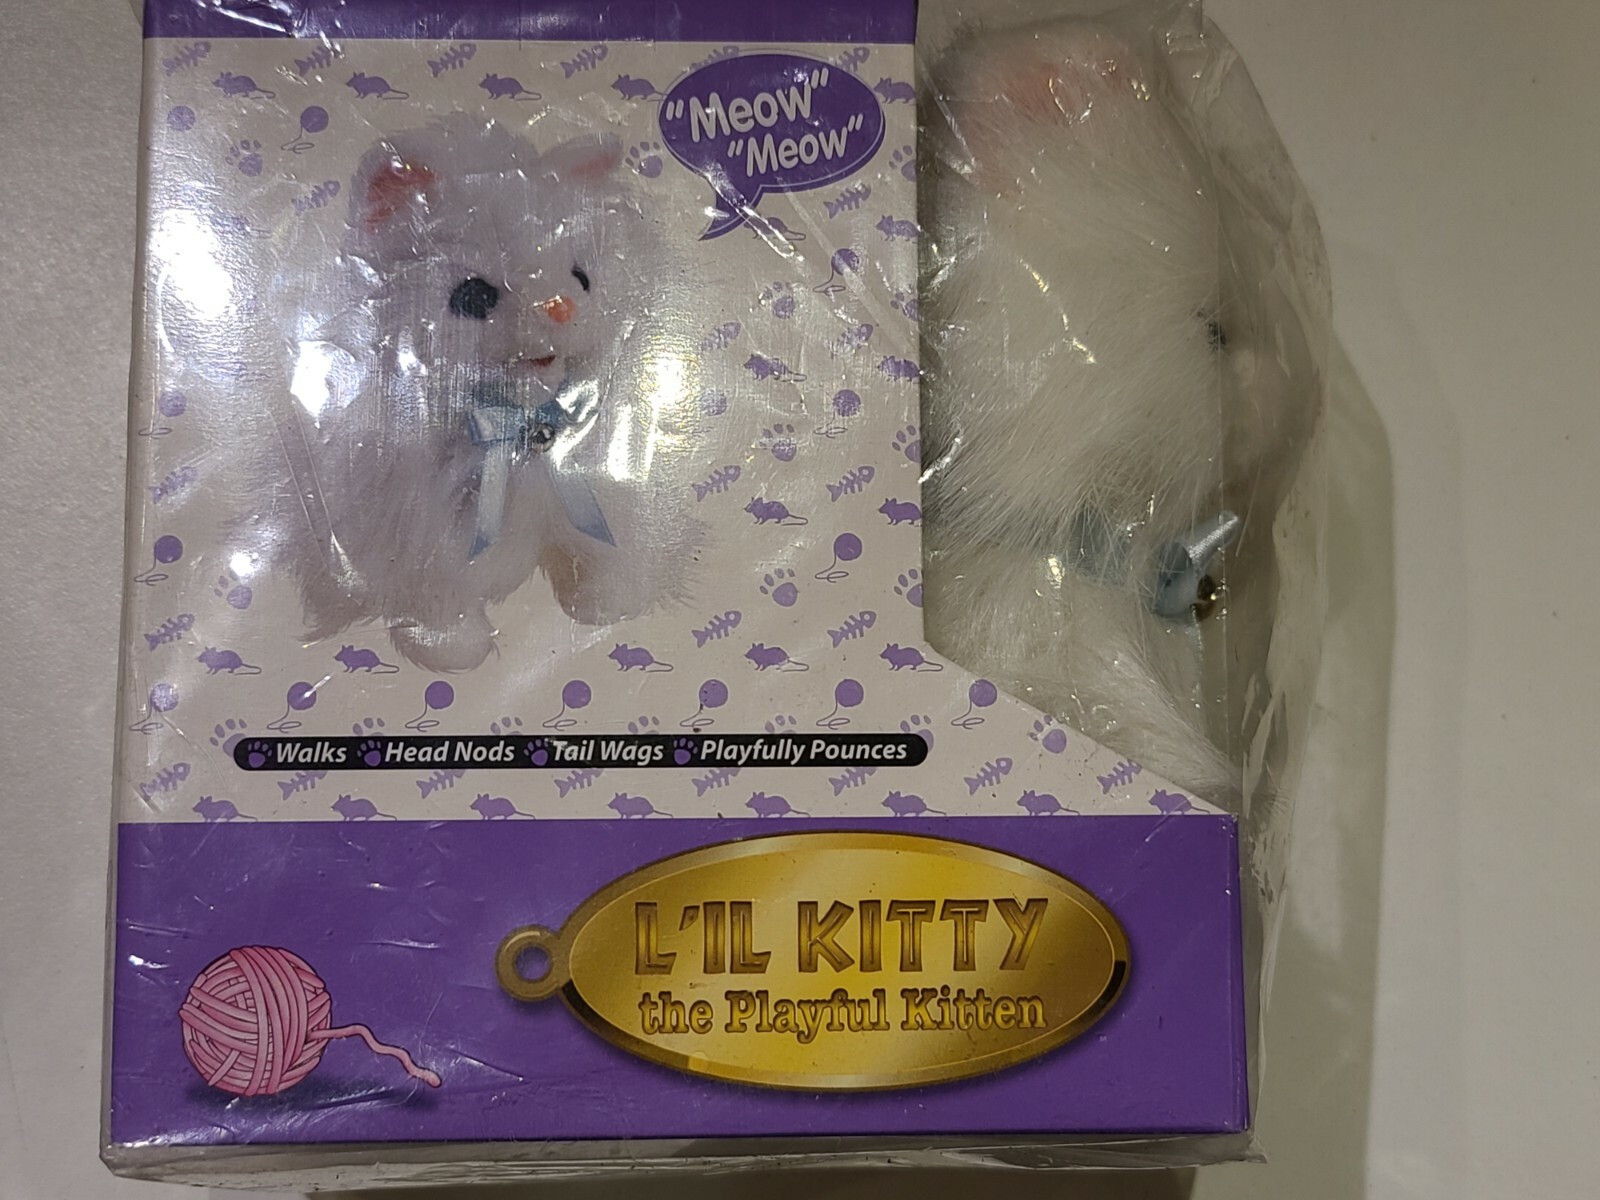 "Meow"
"Meow"
Walks Head Nods Tail Wags Playfully Pounces
L'IL KITTY
the Playful Kitten